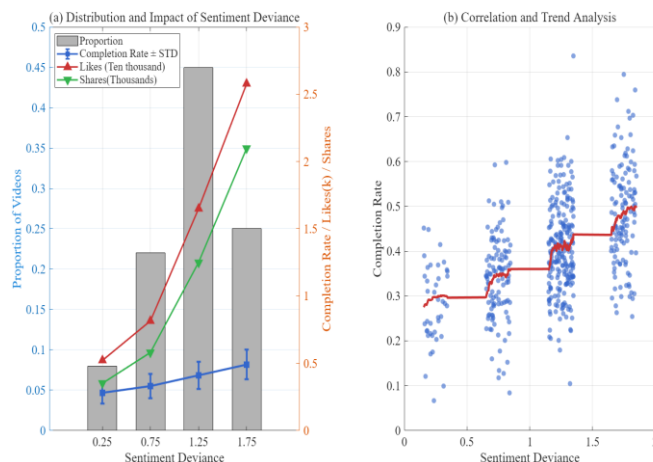 (a) Distribution and Impact of Sentiment Deviance
Proportion
Completion Rate ± STD
Likes (Ten thousand)
Shares(Thousands)
0.5
0.45
0.4
0.35
0.3
0.25
0.2
0.15
0.1
0.05
0
Proportion of Videos
3
2.5
2
1.5
1
0.5
0
Completion Rate / Likes(k) / Shares
0.25 0.75 1.25 1.75
Sentiment Deviance
(b) Correlation and Trend Analysis
0.9
0.8
0.7
0.6
0.5
0.4
0.3
0.2
0.1
0
Completion Rate
0 0.5 1 1.5 2
Sentiment Deviance